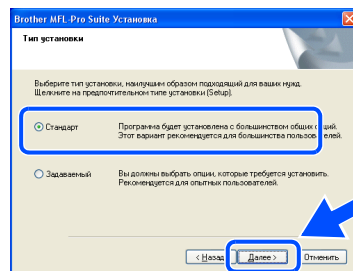 Brother MFL-Pro Suite Установка
Тип установки
Выберите тип установки, наилучшим образом подходящий для ваших нужд.
Щелкните на предпочтительном типе установки (Setup).
Стандарт
Программа будет установлена с большинством общих опций.
Этот вариант рекомендуется для большинства пользователей.
Задаваемый
Вы должны выбрать опции, которые требуется установить.
Рекомендуется для опытных пользователей.
< Назад Далее > Отменить